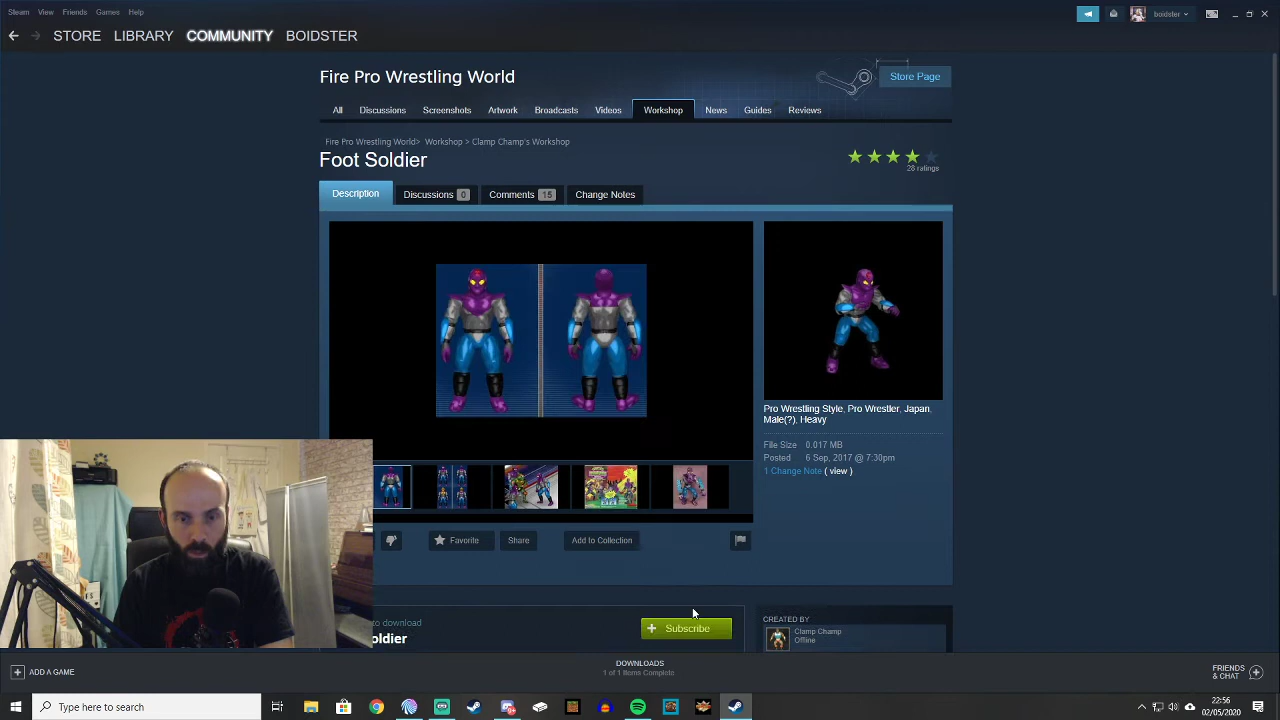 Steam View Friends Games Help boidster
STORE LIBRARY COMMUNITY BOIDSTER
Fire Pro Wrestling World
Store Page
All Discussions Screenshots Artwork Broadcasts Videos Workshop News Guides Reviews
Fire Pro Wrestling World> Workshop > Clamp Champ's Workshop
Foot Soldier
28 ratings
Description Discussions 0 Comments 15 Change Notes
Pro Wrestling Style, Pro Wrestler, Japan,
Male(?), Heavy
File Size 0.017 MB
Posted 6 Sep, 2017 @ 7:30pm
1 Change Note ( view )
Favorite Share Add to Collection
to download
oldier
Subscribe
CREATED BY
Clamp Champ
Offline
ADD A GAME
DOWNLOADS
1 of 1 Items Complete
FRIENDS
& CHAT
Type here to search
22:56
02/05/2020